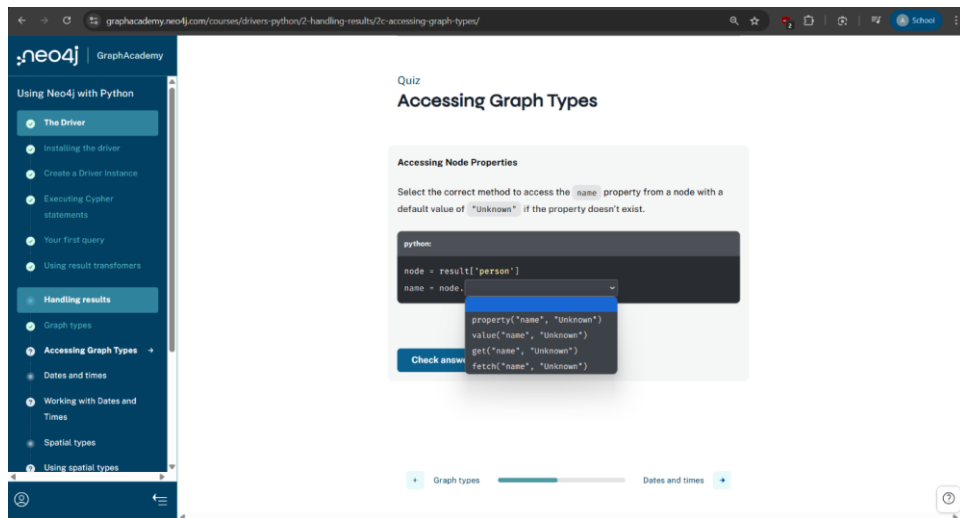 graphacademy.neo4j.com/courses/drivers-python/2-handling-results/2c-accessing-graph-types/
2
A
School
neo4j
GraphAcademy
Using Neo4j with Python
The Driver
Installing the driver
Create a Driver Instance
Executing Cypher
statements
Your first query
Using result transfomers
Handling results
Graph types
Accessing Graph Types →
Dates and times
Working with Dates and
Times
Spatial types
Using spatial types
Quiz
Accessing Graph Types
Accessing Node Properties
Select the correct method to access the name property from a node with a
default value of "Unknown" if the property doesn't exist.
python:
node = result['person']
name = node.
property("name", "Unknown")
value("name", "Unknown")
get("name", "Unknown")
fetch("name", "Unknown")
Check answ
Graph types
Dates and times →